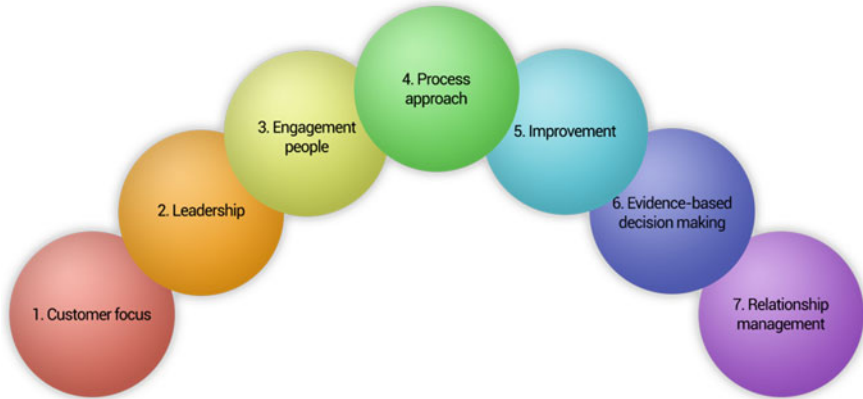 1. Customer focus
2. Leadership
3. Engagement
people
4. Process
approach
5. Improvement
6. Evidence-based
decision making
7. Relationship
management